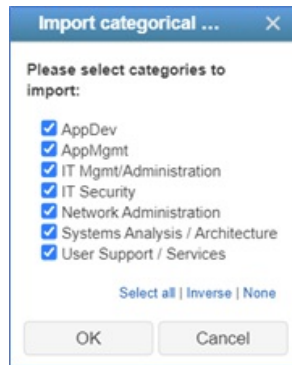 Import categorical ...
Please select categories to
import:
AppDev
AppMgmt
IT Mgmt/Administration
IT Security
Network Administration
Systems Analysis / Architecture
User Support / Services
Select all | Inverse | None
OK
Cancel